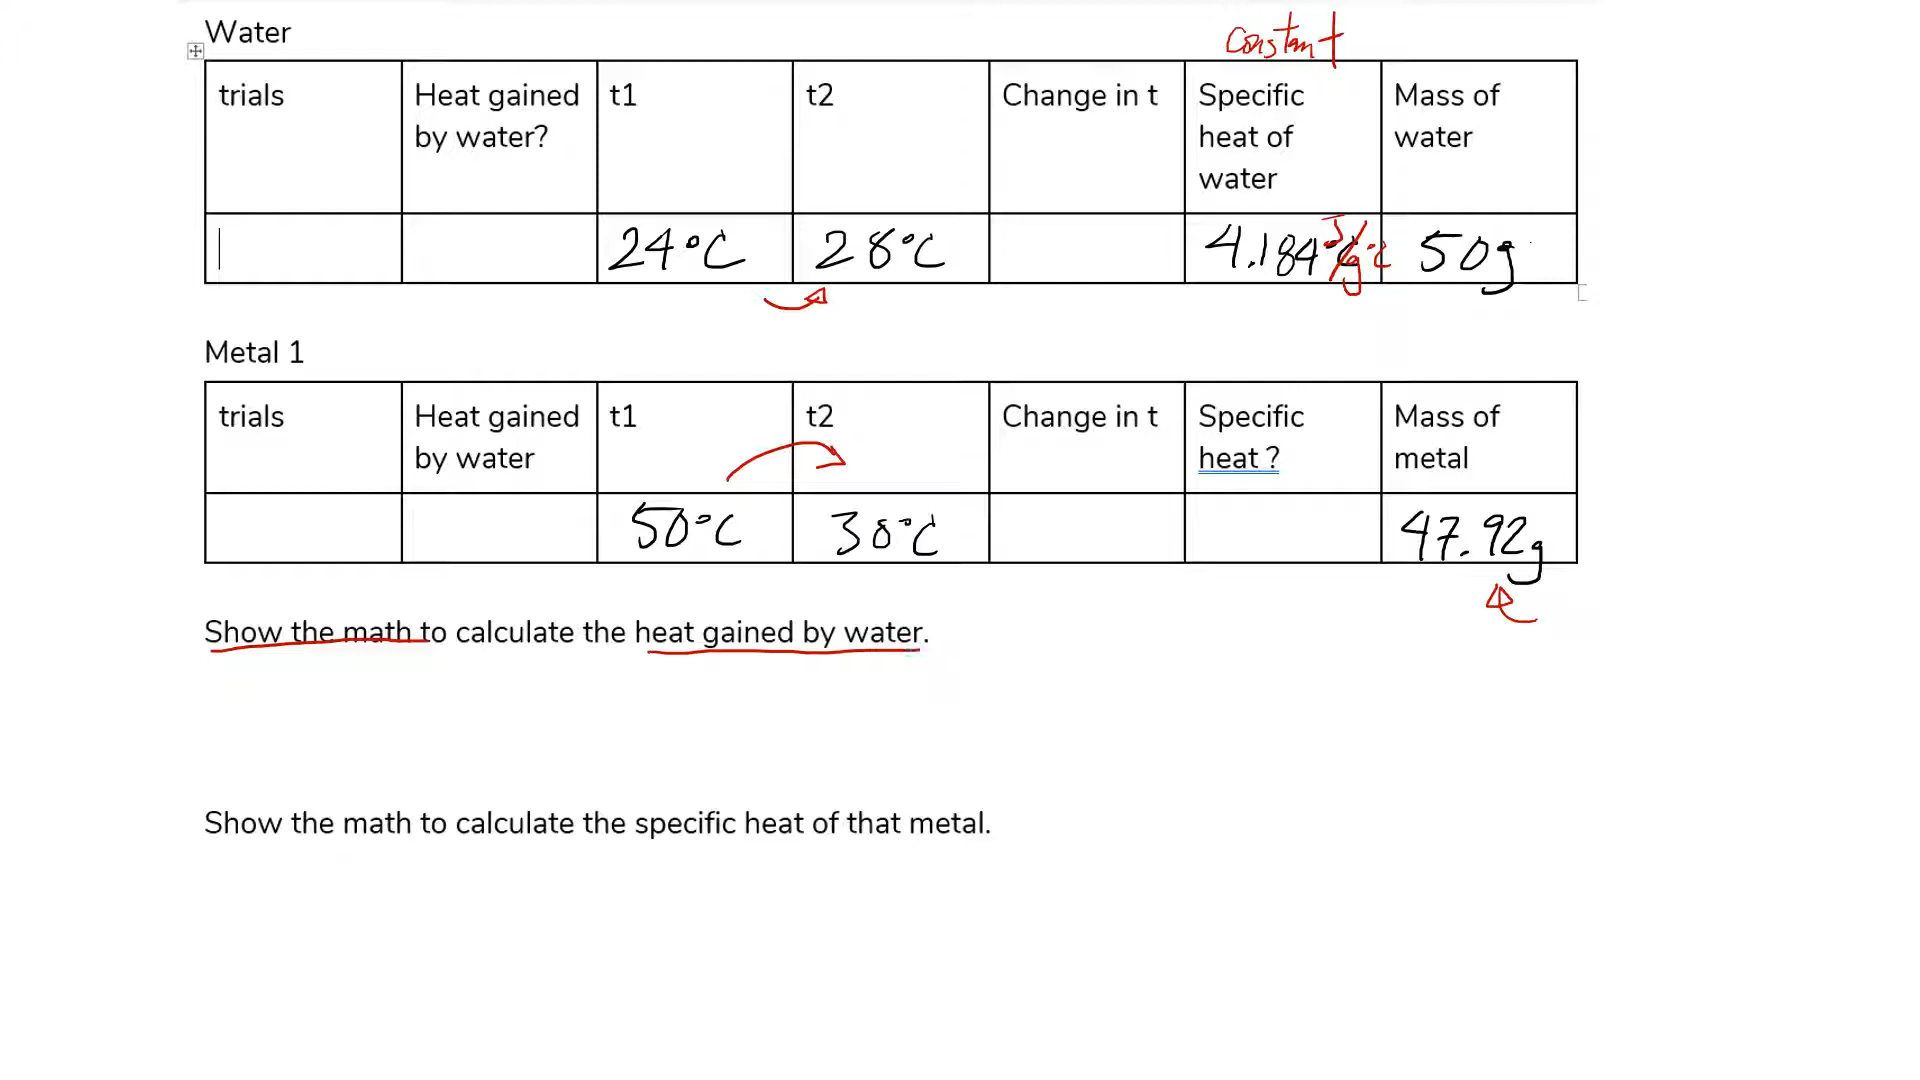 Water
constant
trials Heat gained by water? t1 t2 Change in t Specific heat of water Mass of water
24°C 28°C 4.184 J/g°C 50g
Metal 1
trials Heat gained by water t1 t2 Change in t Specific heat ? Mass of metal
50°C 38°C 47.92g
Show the math to calculate the heat gained by water.
Show the math to calculate the specific heat of that metal.